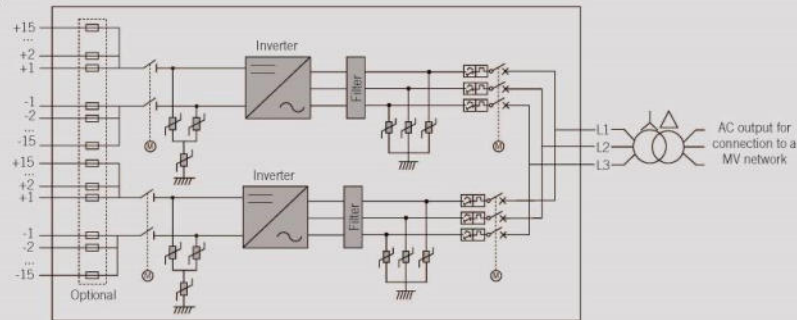 +15
...
+2
+1
-1
-2
...
-15
+15
...
+2
+1
-1
-2
...
-15
Optional
M
Inverter
Filter
M
M
Inverter
Filter
M
L1
L2
L3
AC output for
connection to a
MV network